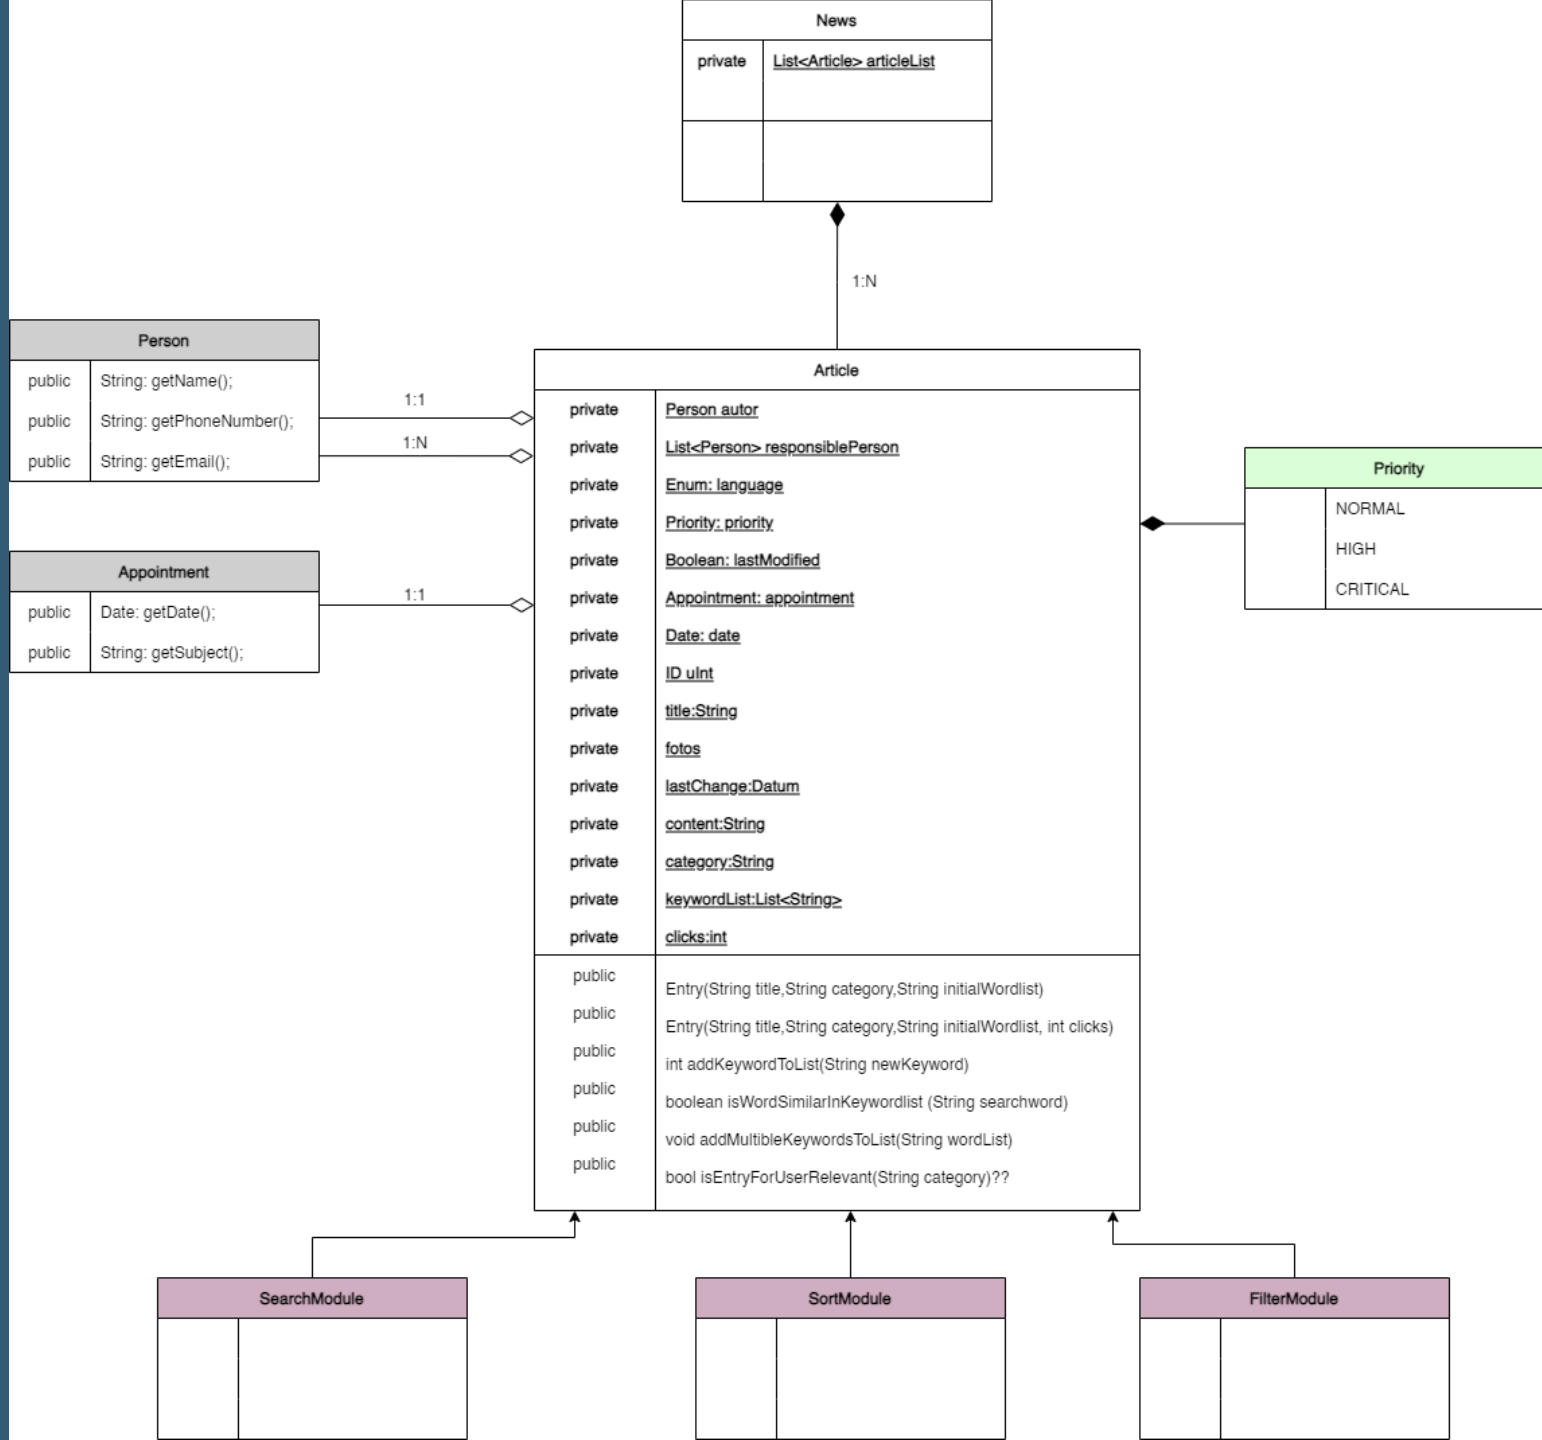 News
private List<Article> articleList
1:N
Person
public String: getName();
public String: getPhoneNumber();
public String: getEmail();
1:1
1:N
Appointment
public Date: getDate();
public String: getSubject();
1:1
Article
private Person autor
private List<Person> responsiblePerson
private Enum: language
private Priority: priority
private Boolean: lastModified
private Appointment: appointment
private Date: date
private ID uInt
private title:String
private fotos
private lastChange:Datum
private content:String
private category:String
private keywordList:List<String>
private clicks:int
public Entry(String title,String category,String initialWordlist)
public Entry(String title,String category,String initialWordlist, int clicks)
public int addKeywordToList(String newKeyword)
public boolean isWordSimilarInKeywordlist (String searchword)
public void addMultibleKeywordsToList(String wordList)
public bool isEntryForUserRelevant(String category)??
Priority
NORMAL
HIGH
CRITICAL
SearchModule
SortModule
FilterModule